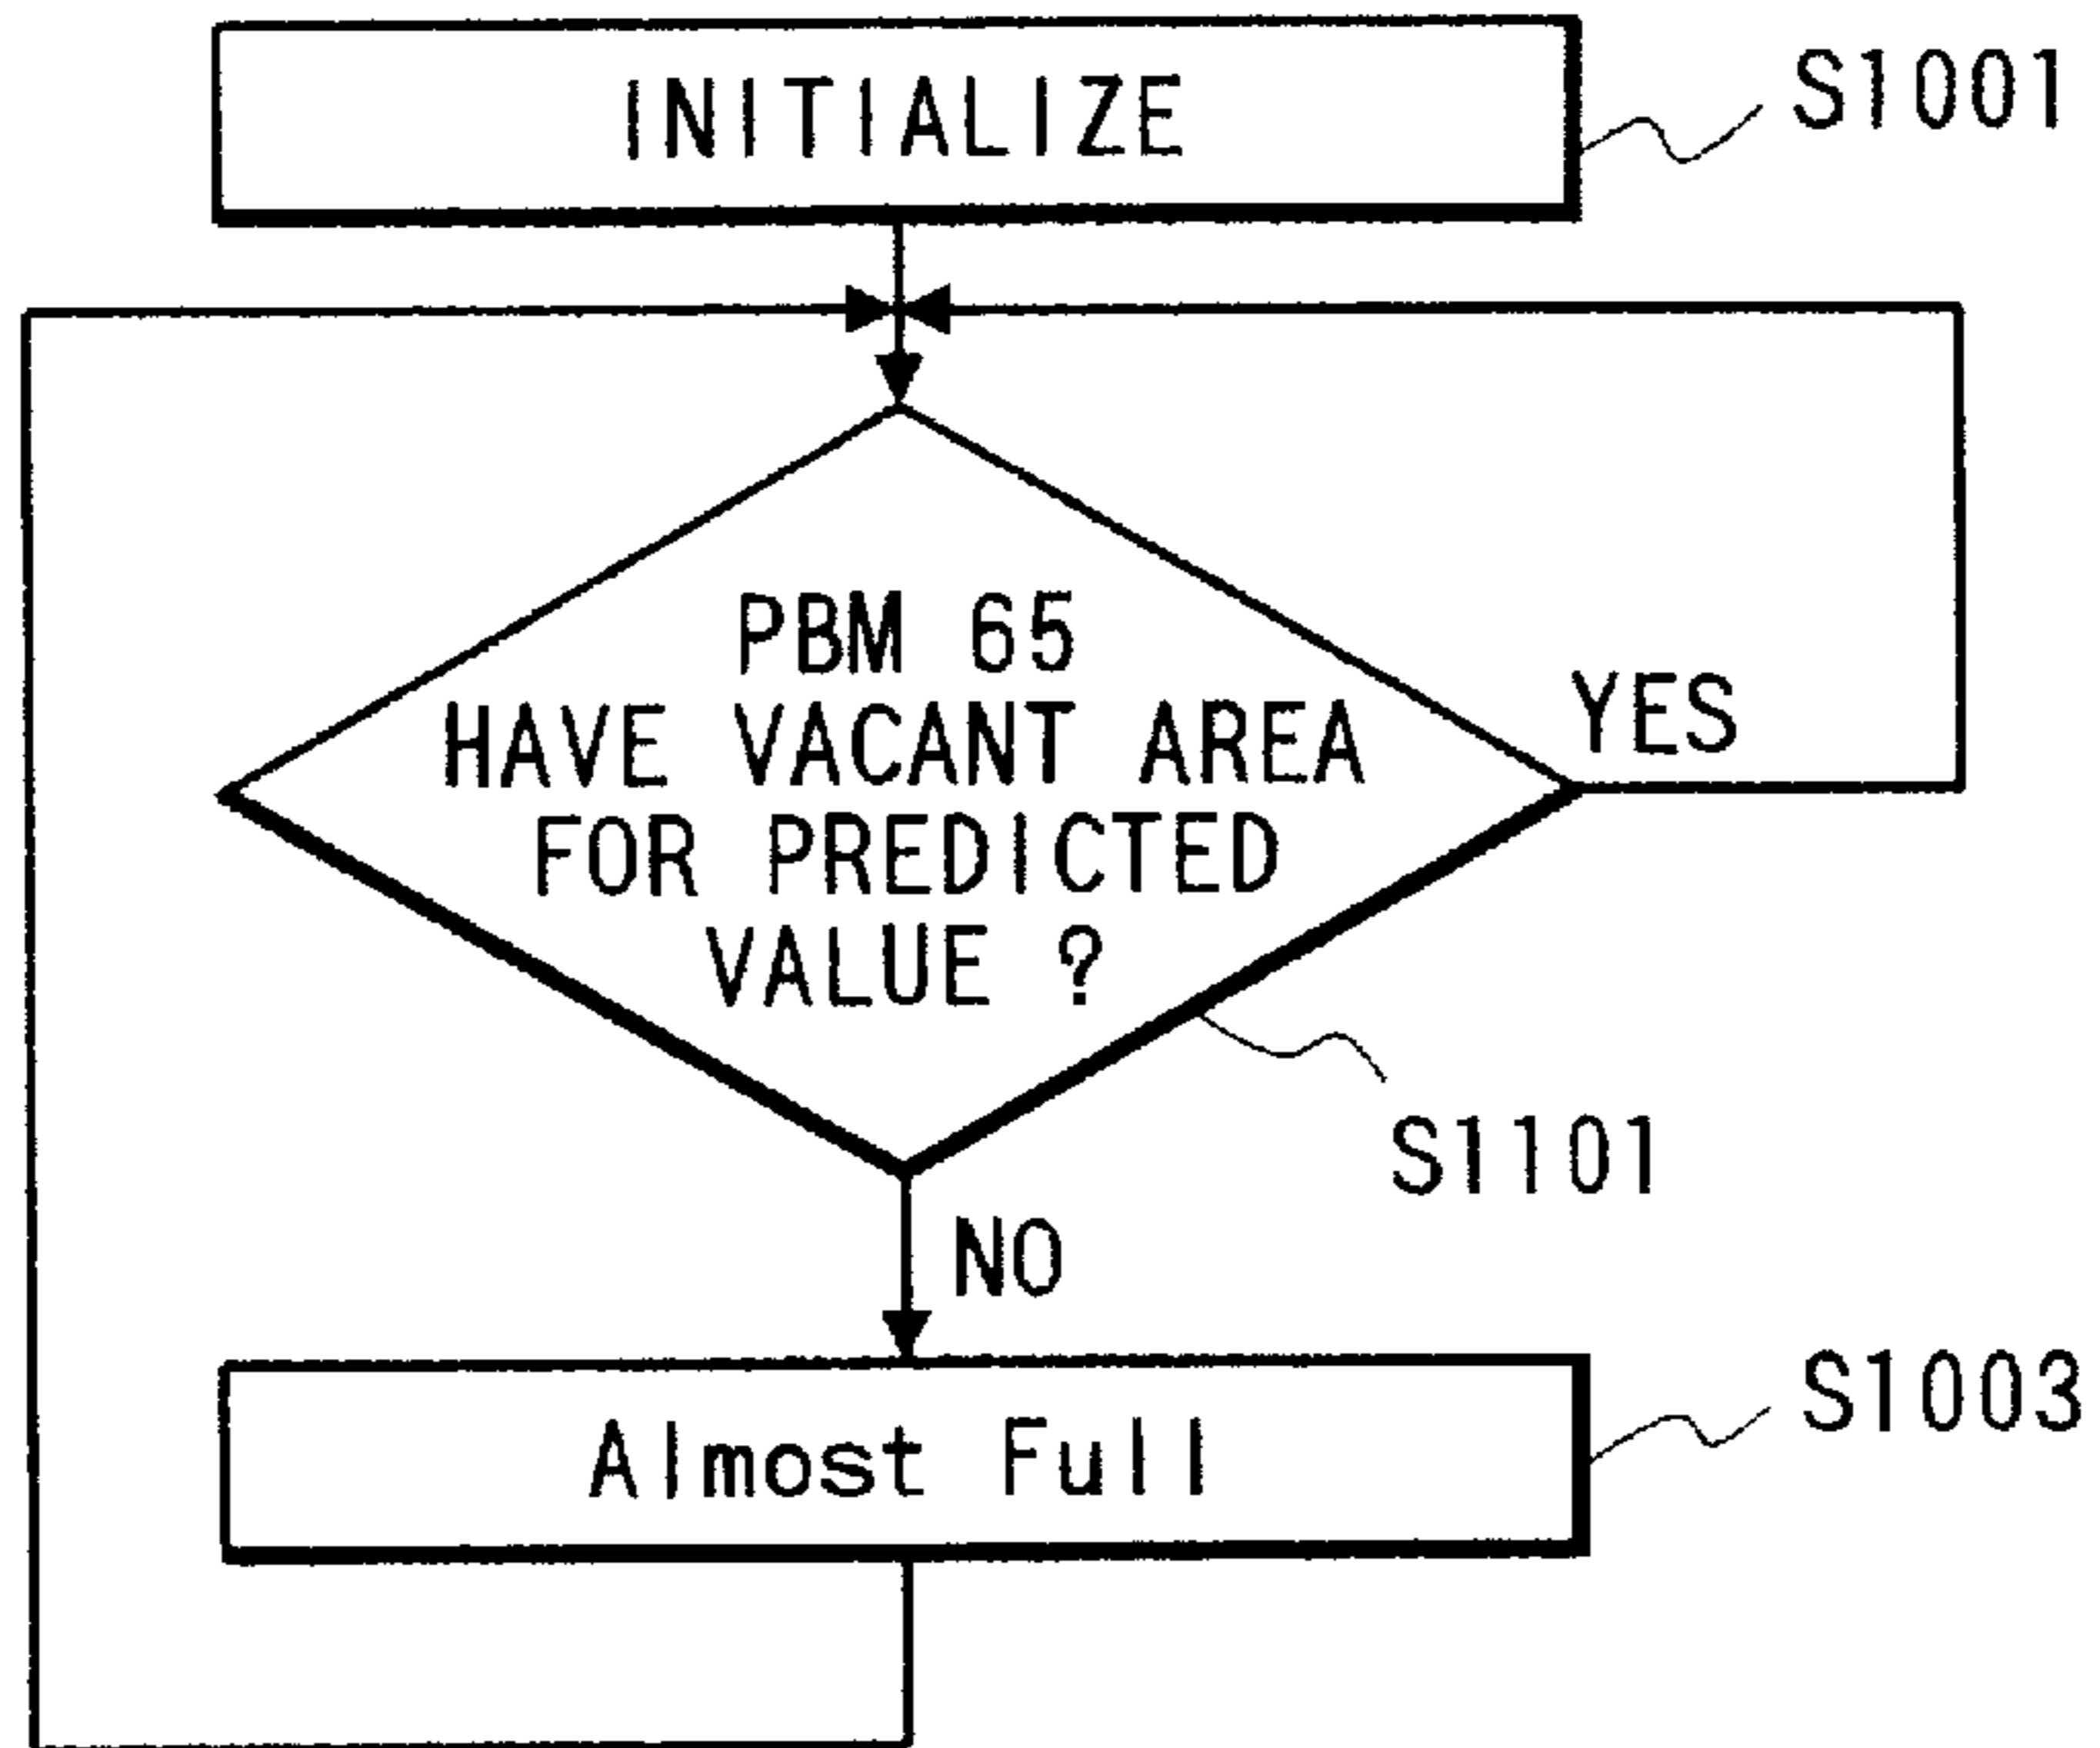 INITIALIZE
S1001
PBM 65
HAVE VACANT AREA
FOR PREDICTED
VALUE ?
YES
S1101
NO
Almost Full
S1003